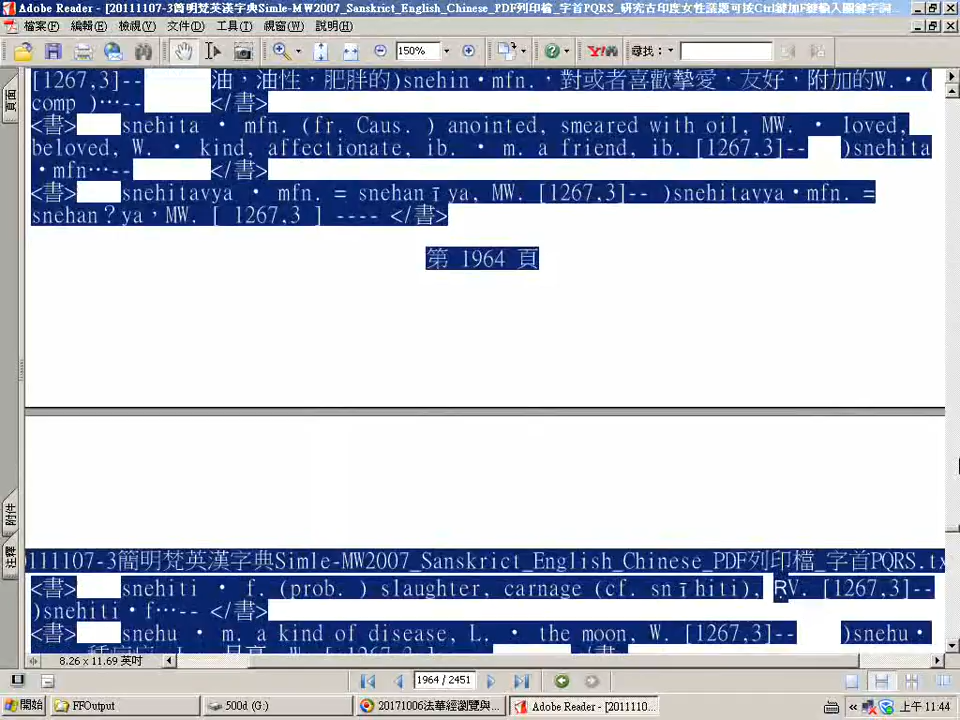 Adobe Reader - [20111107-3簡明梵英漢字典Simle-MW2007_Sanskrict_English_Chinese_PDF列印檔_字首PQRS_研究古印度女性議題可按Ctrl鍵加F鍵輸入關鍵字詞
檔案(F) 編輯(E) 檢視(V) 文件(D) 工具(T) 視窗(W) 說明(H)
150% Y! 尋找：
頁面
[1267,3]-- 油，油性，肥胖的)snehin‧mfn. 對或者喜歡摯愛，友好，附加的W.‧(
comp )…-- </書>
<書> snehita ‧ mfn. (fr. Caus. ) anointed, smeared with oil, MW. ‧ loved,
beloved, W. ‧ kind, affectionate, ib. ‧ m. a friend, ib. [1267,3]-- )snehita
‧mfn…-- </書>
<書> snehitavya ‧ mfn. = snehanīya, MW. [1267,3]-- )snehitavya‧mfn. =
snehan？ya，MW. [ 1267,3 ] ---- </書>
第 1964 頁
附件
注釋
111107-3簡明梵英漢字典Simle-MW2007_Sanskrict_English_Chinese_PDF列印檔_字首PQRS.tx
<書> snehiti ‧ f. (prob. ) slaughter, carnage (cf. snīhiti), RV. [1267,3]--
)snehiti‧f…-- </書>
<書> snehu ‧ m. a kind of disease, L. ‧ the moon, W. [1267,3]-- )snehu‧
8.26 x 11.69 英吋
1964 / 2451
開始 FFOutput 500d (G:) 20171006法華經瀏覽與... Adobe Reader - [2011110... « 上午 11:44